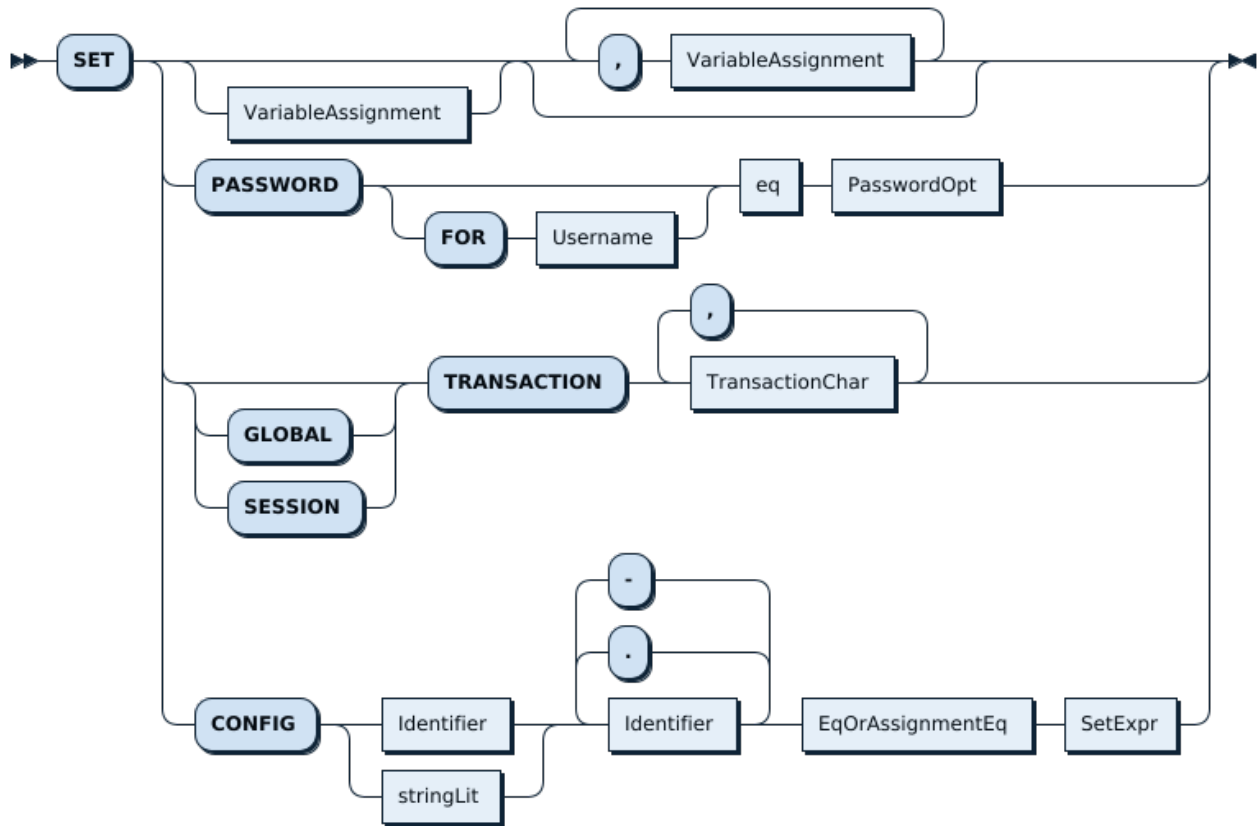 SET , VariableAssignment
VariableAssignment
PASSWORD eq PasswordOpt
FOR Username
,
TRANSACTION TransactionChar
GLOBAL
SESSION
-
.
CONFIG Identifier Identifier EqOrAssignmentEq SetExpr
stringLit